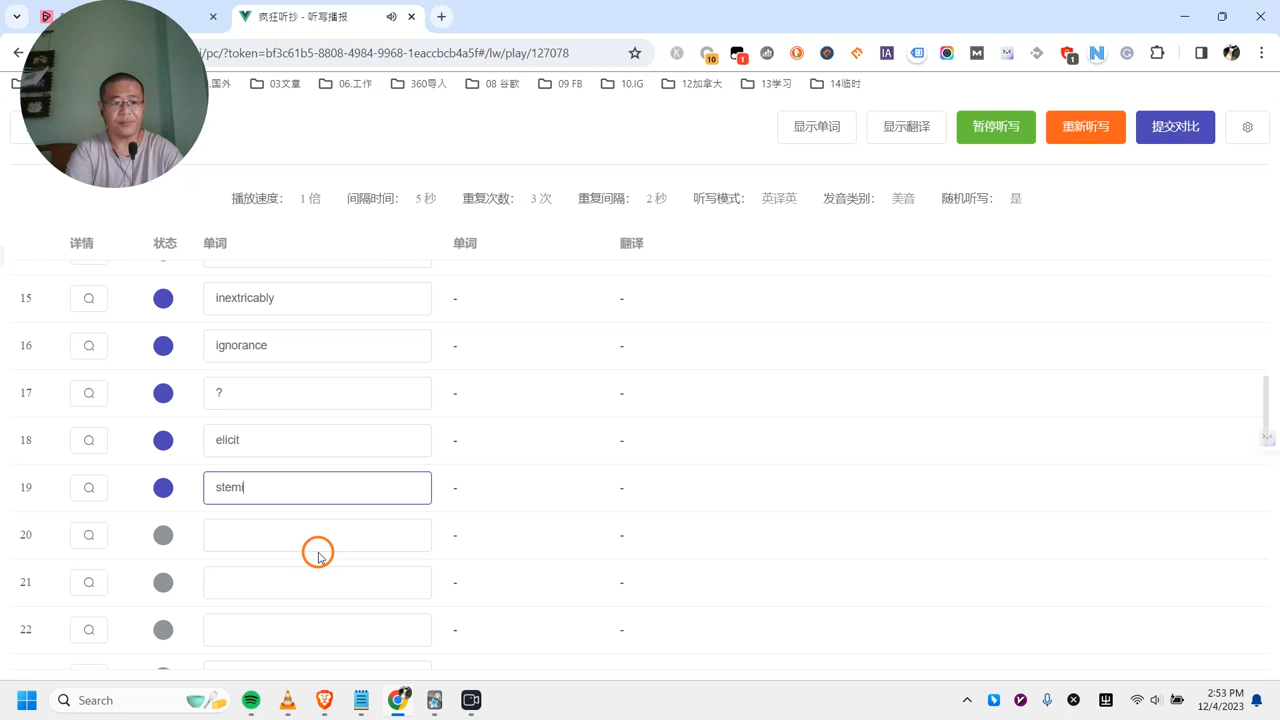 疯狂听抄 - 听写播报
i/pc/?token=bf3c61b5-8808-4984-9968-1eaccbcb4a5f#/lw/play/127078
10
1
IA
M
N
1
.国外
03文章
06.工作
360导入
08 谷歌
09 FB
10.IG
12加拿大
13学习
14临时
显示单词
显示翻译
暂停听写
重新听写
提交对比
播放速度： 1 倍
间隔时间： 5 秒
重复次数： 3 次
重复间隔： 2 秒
听写模式： 英译英
发音类别： 美音
随机听写： 是
详情
状态
单词
单词
翻译
15 inextricably - -
16 ignorance - -
17 ? - -
18 elicit - -
19 stemi - -
20 - -
21 - -
22 - -
Search
2:53 PM
12/4/2023